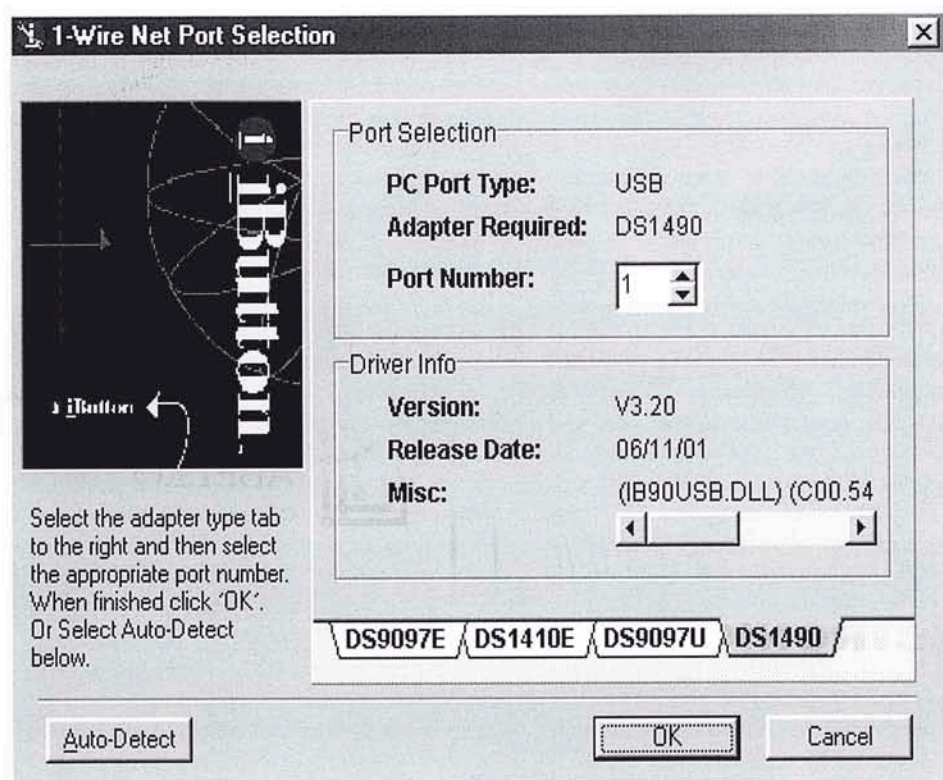 1-Wire Net Port Selection
i iButton
iButton
Select the adapter type tab
to the right and then select
the appropriate port number.
When finished click 'OK'.
Or Select Auto-Detect
below.
Port Selection
PC Port Type: USB
Adapter Required: DS1490
Port Number: 1
Driver Info
Version: V3.20
Release Date: 06/11/01
Misc: (IB90USB.DLL) (C00.54
DS9097E DS1410E DS9097U DS1490
Auto-Detect OK Cancel